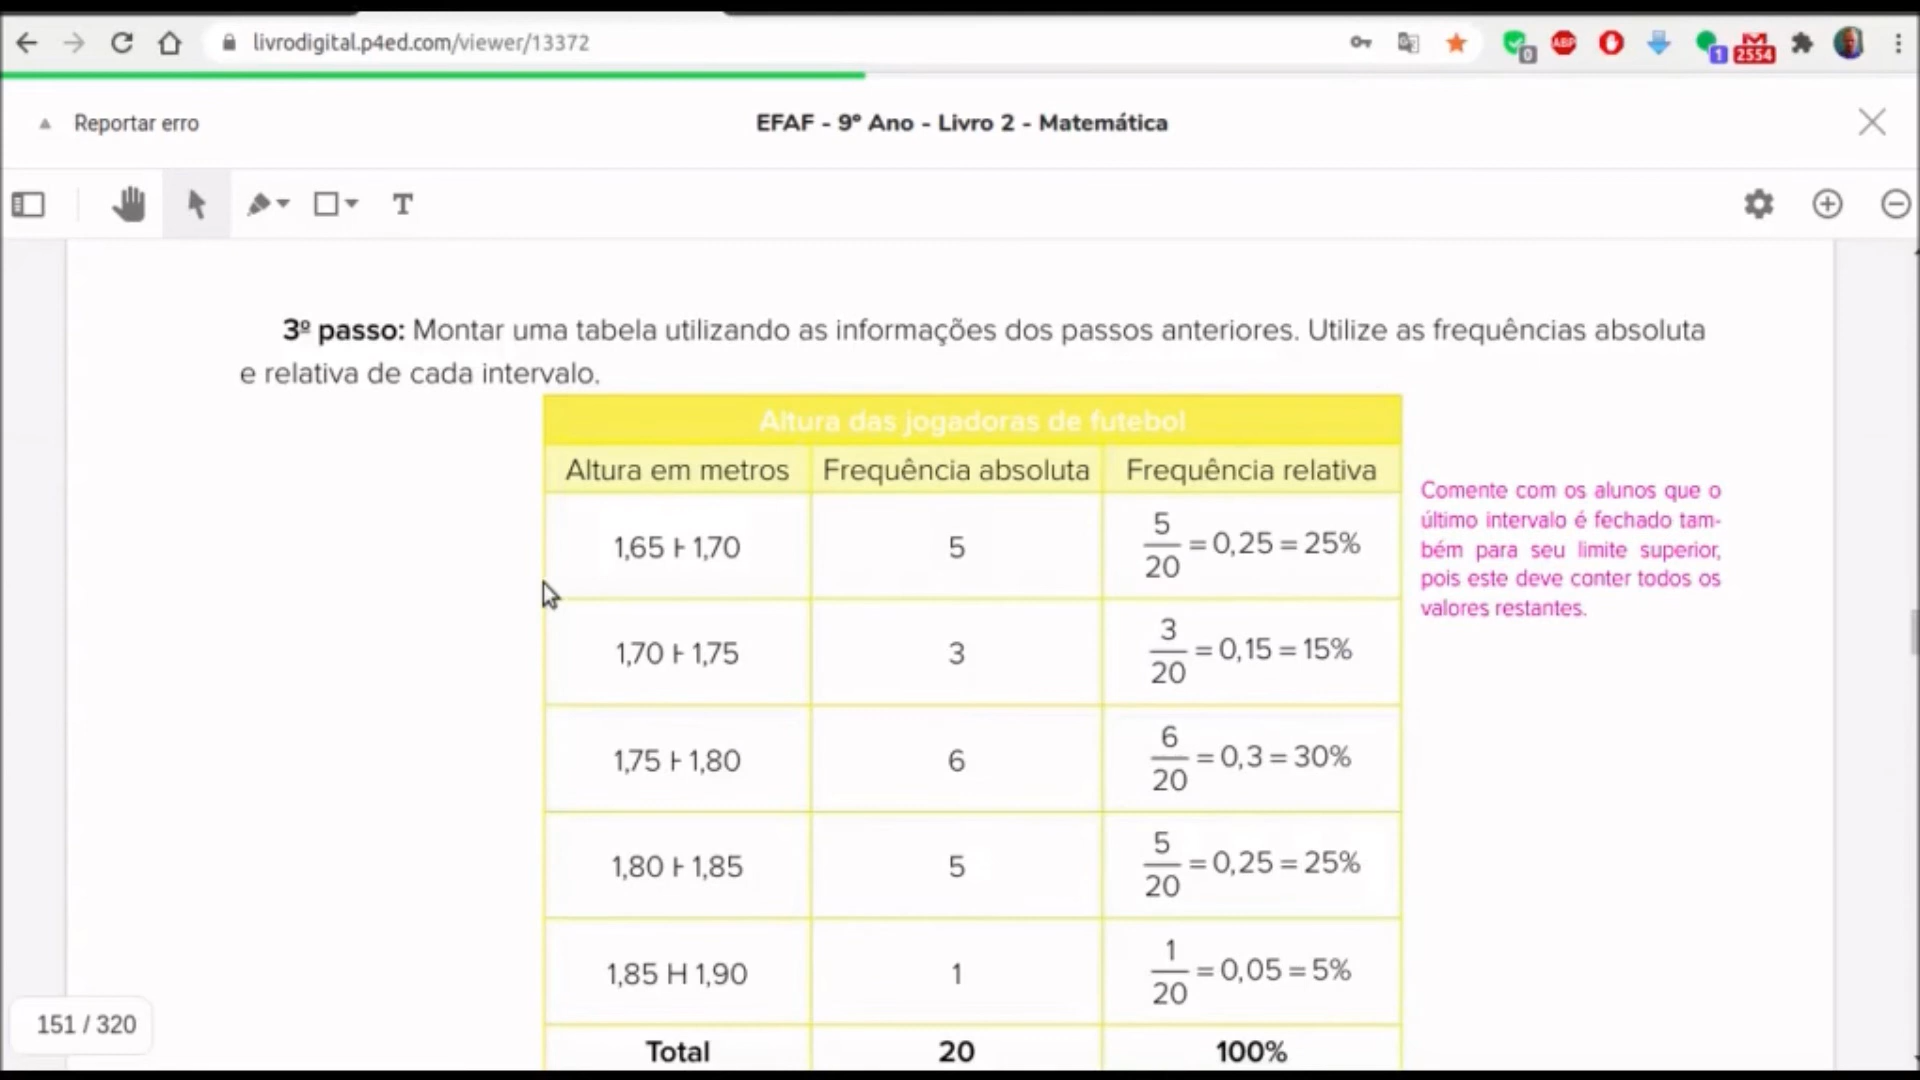 livrodigital.p4ed.com/viewer/13372
0
ABP
1
2554
Reportar erro
EFAF - 9º Ano - Livro 2 - Matemática
T
3º passo: Montar uma tabela utilizando as informações dos passos anteriores. Utilize as frequências absoluta
e relativa de cada intervalo.
Altura das jogadoras de futebol
Altura em metros Frequência absoluta Frequência relativa
1,65 ⊦ 1,70 5 5/20 = 0,25 = 25%
1,70 ⊦ 1,75 3 3/20 = 0,15 = 15%
1,75 ⊦ 1,80 6 6/20 = 0,3 = 30%
1,80 ⊦ 1,85 5 5/20 = 0,25 = 25%
1,85 H 1,90 1 1/20 = 0,05 = 5%
Total 20 100%
Comente com os alunos que o
último intervalo é fechado tam-
bém para seu limite superior,
pois este deve conter todos os
valores restantes.
151 / 320